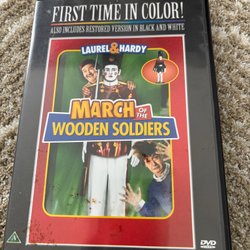 FIRST TIME IN COLOR!
ALSO INCLUDES RESTORED VERSION IN BLACK AND WHITE
LAUREL & HARDY
MARCH OF THE
WOODEN SOLDIERS
DVD